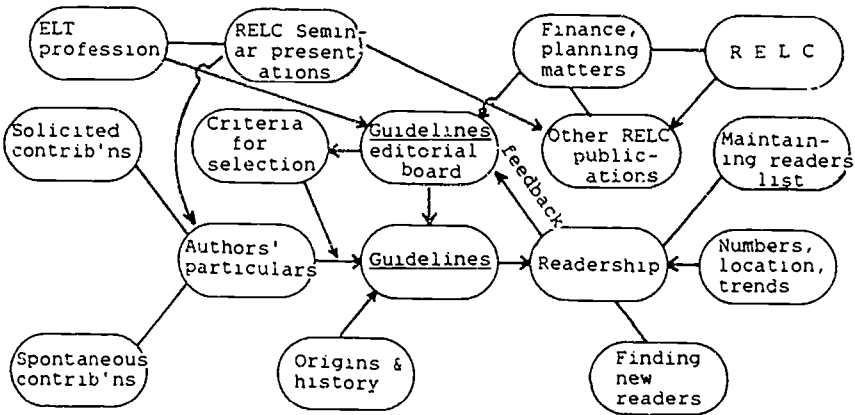 ELT
profession
RELC Semin-
ar present-
ations
Finance,
planning
matters
R E L C
Solicited
contrib'ns
Criteria
for
selection
Guidelines
editorial
board
Other RELC
public-
ations
Maintain-
ing readers
list
feedback
Authors'
particulars
Guidelines
Readership
Numbers,
location,
trends
Spontaneous
contrib'ns
Origins &
history
Finding
new
readers